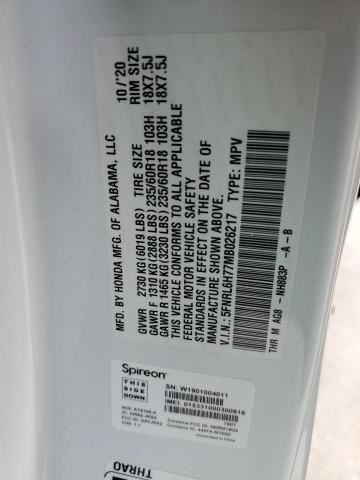 MFD. BY HONDA MFG. OF ALABAMA, LLC 10/'20
TIRE SIZE RIM SIZE
GVWR 2730 KG (6019 LBS)
GAWR F 1310 KG (2888 LBS) 235/60R18 103H 18X7.5J
GAWR R 1465 KG (3230 LBS) 235/60R18 103H 18X7.5J
THIS VEHICLE CONFORMS TO ALL APPLICABLE
FEDERAL MOTOR VEHICLE SAFETY
STANDARDS IN EFFECT ON THE DATE OF
MANUFACTURE SHOWN ABOVE.
V.I.N.: 5FNRL6H77MB026217 TYPE: MPV
THR M AG8 - NH883P -A - B
Spireon
THIS
SIDE
DOWN
SN: W1901004011
IMEI: 015331000300818
1901
THRA0